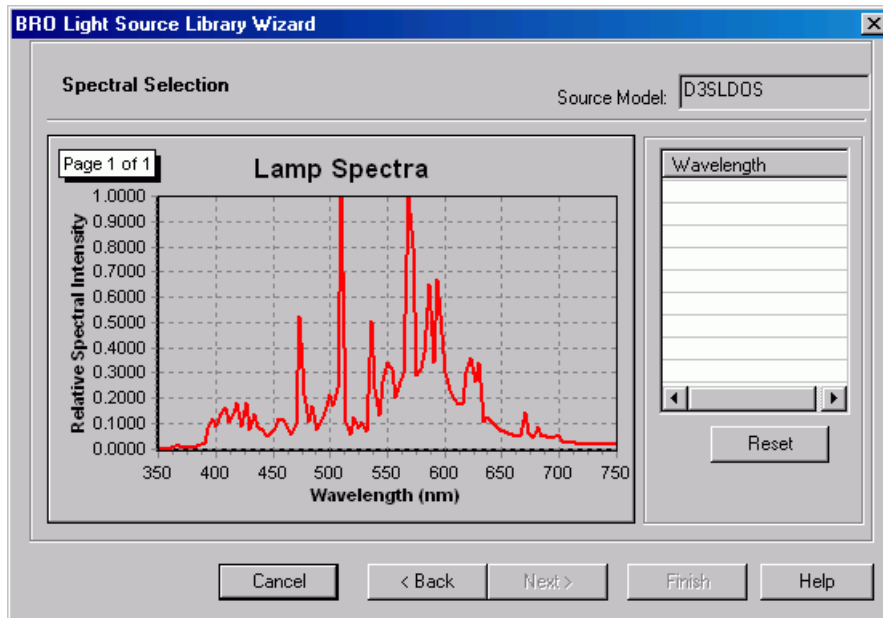 BRO Light Source Library Wizard
Spectral Selection
Source Model: D3SLDOS
Page 1 of 1
Lamp Spectra
Relative Spectral Intensity
1.0000
0.9000
0.8000
0.7000
0.6000
0.5000
0.4000
0.3000
0.2000
0.1000
0.0000
350 400 450 500 550 600 650 700 750
Wavelength (nm)
Wavelength
Reset
Cancel < Back Next > Finish Help